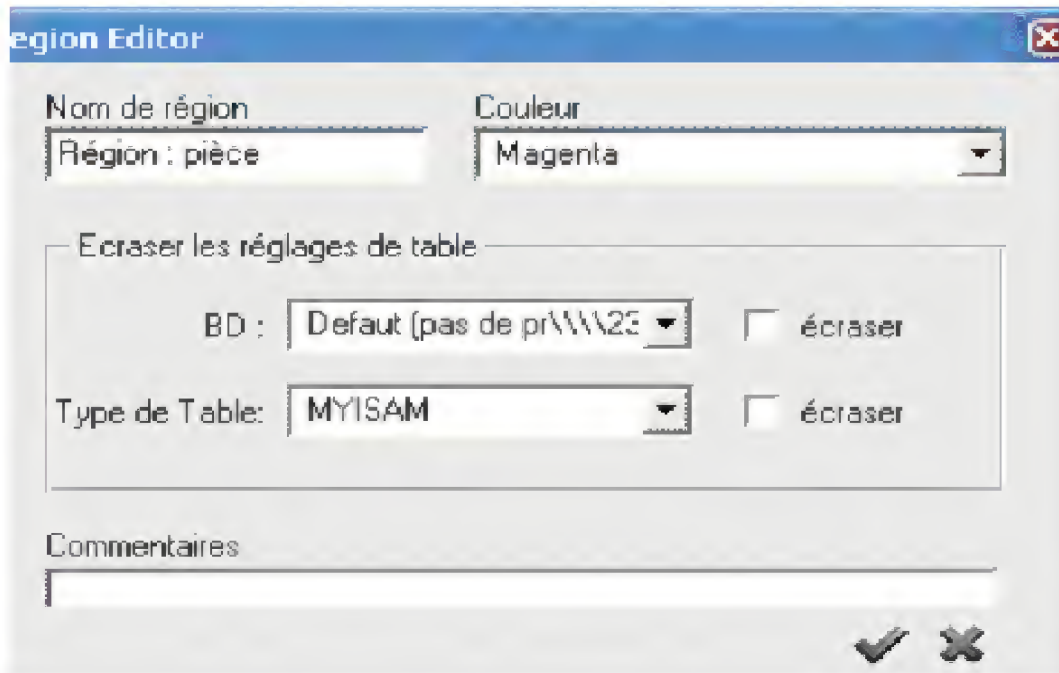 egion Editor
Nom de région
Couleur
Région : pièce
Magenta
Ecraser les réglages de table
BD :
Defaut (pas de pr\\\\23
écraser
Type de Table:
MYISAM
écraser
Commentaires